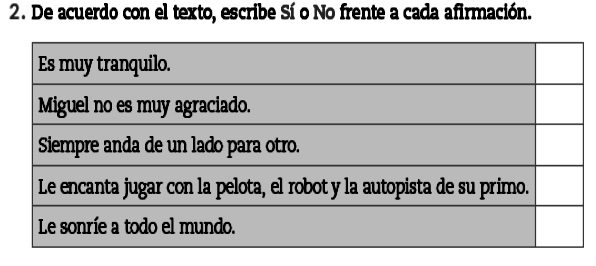 2. De acuerdo con el texto, escribe Sí o No frente a cada afirmación.
Es muy tranquilo.
Miguel no es muy agraciado.
Siempre anda de un lado para otro.
Le encanta jugar con la pelota, el robot y la autopista de su primo.
Le sonríe a todo el mundo.